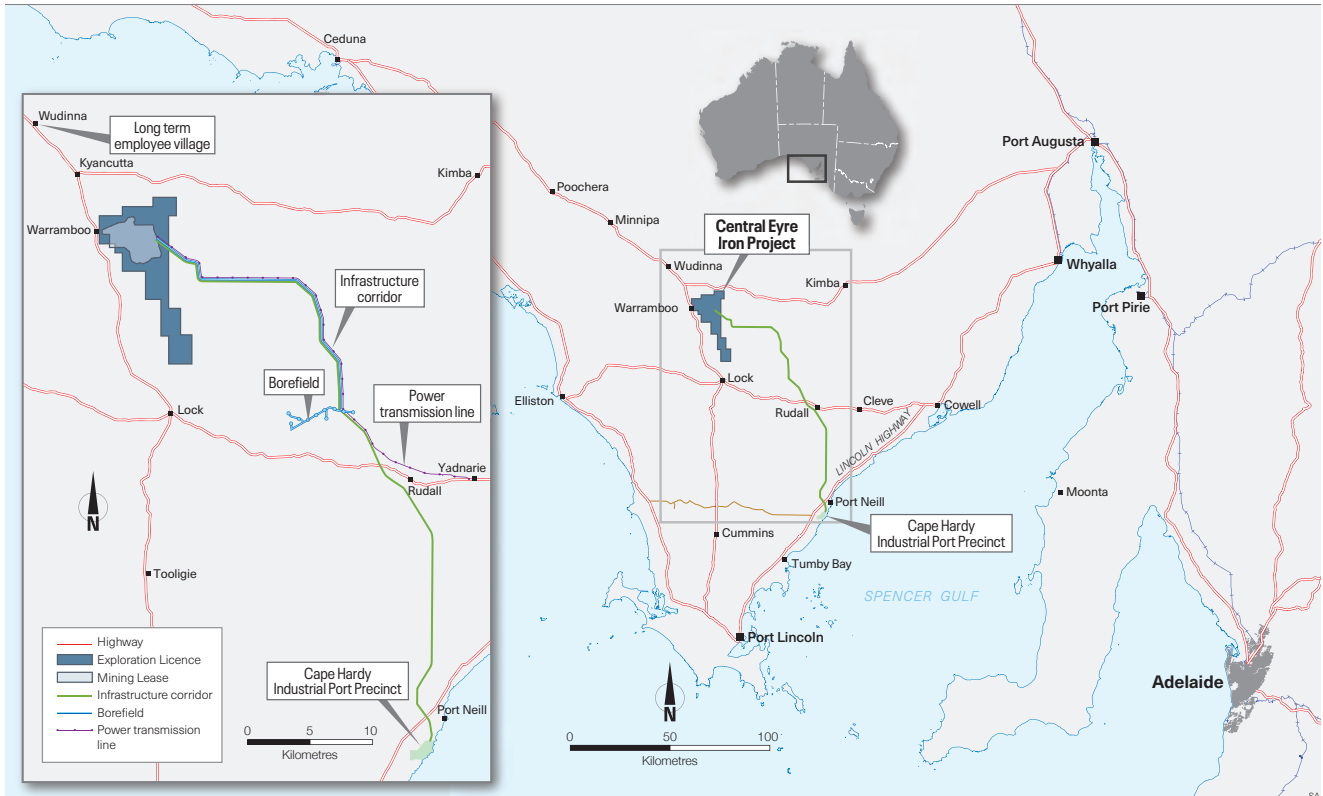 Ceduna
Wudinna
Long term
employee village
Kyancutta
Kimba
Warramboo
Infrastructure
corridor
Borefield
Power
transmission line
Lock
Yadnarie
Rudall
N
Tooligie
Cape Hardy
Industrial Port Precinct
Port Neill
Highway
Exploration Licence
Mining Lease
Infrastructure corridor
Borefield
Power transmission
line
0 5 10
Kilometres
Port Augusta
Poochera
Minnipa
Central Eyre
Iron Project
Wudinna
Whyalla
Kimba
Port Pirie
Warramboo
Lock
Elliston
Rudall
Cleve
Cowell
LINCOLN HIGHWAY
Port Neill
Moonta
Cape Hardy
Industrial Port Precinct
Cummins
Tumby Bay
SPENCER GULF
Port Lincoln
Adelaide
N
0 50 100
Kilometres